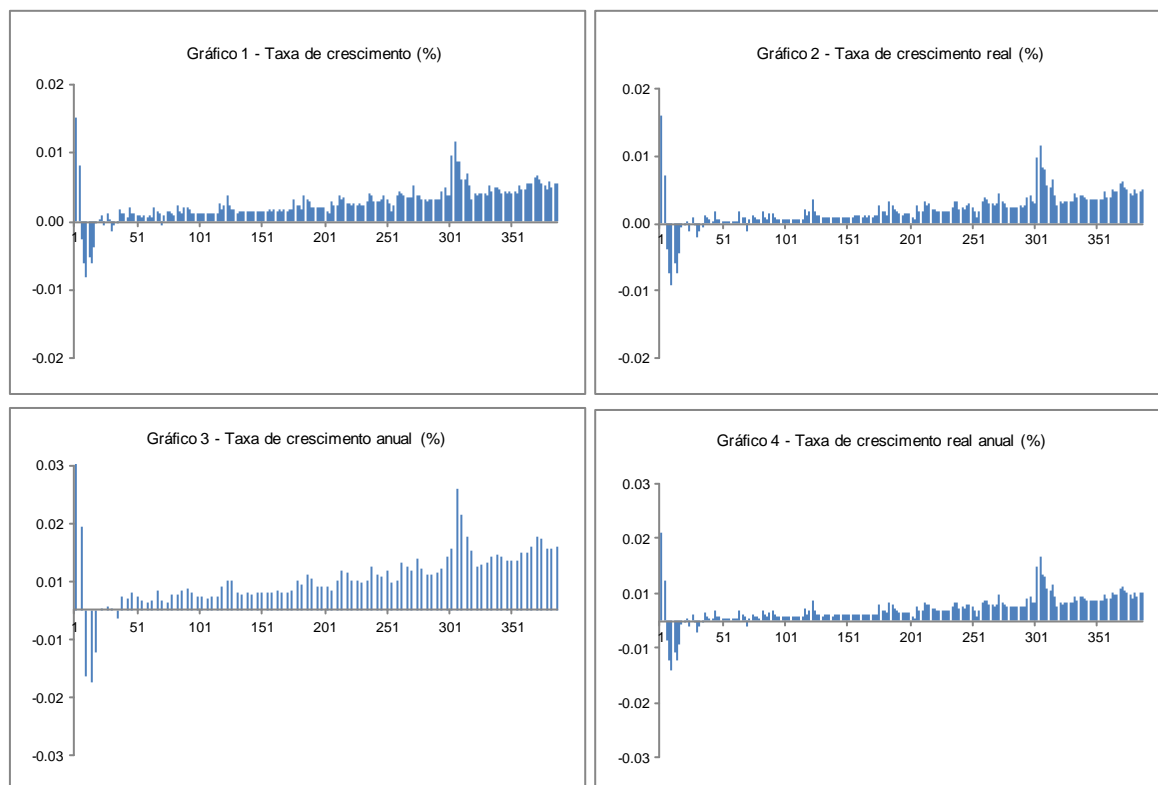 Gráfico 1 - Taxa de crescimento (%)
0.02
0.01
0.00
-0.01
-0.02
1 51 101 151 201 251 301 351
Gráfico 2 - Taxa de crescimento real (%)
0.02
0.01
0.00
-0.01
-0.02
1 51 101 151 201 251 301 351
Gráfico 3 - Taxa de crescimento anual (%)
0.03
0.02
0.01
-0.01
-0.02
-0.03
1 51 101 151 201 251 301 351
Gráfico 4 - Taxa de crescimento real anual (%)
0.03
0.02
0.01
-0.01
-0.02
-0.03
1 51 101 151 201 251 301 351